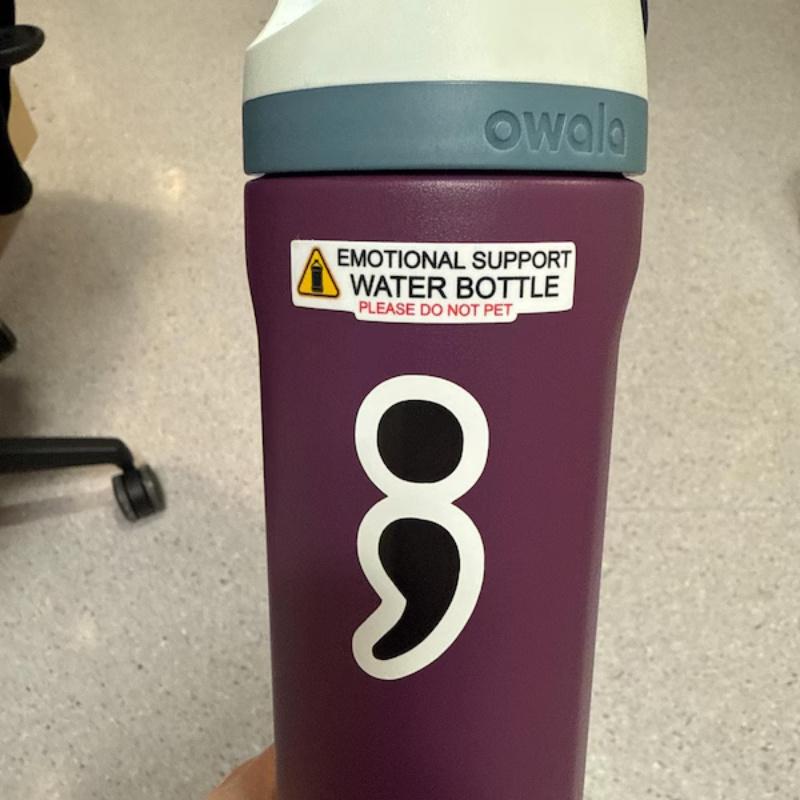 owala
EMOTIONAL SUPPORT
WATER BOTTLE
PLEASE DO NOT PET
;